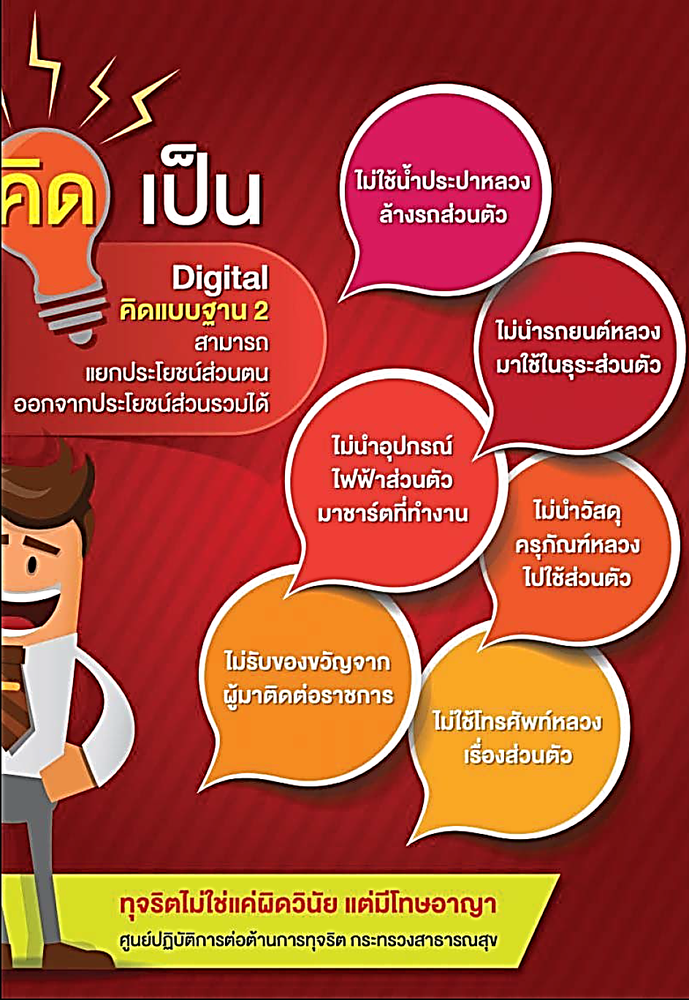 คิด เป็น
Digital
คิดแบบฐาน 2
สามารถ
แยกประโยชน์ส่วนตน
ออกจากประโยชน์ส่วนรวมได้
ไม่ใช้น้ำประปาหลวง
ล้างรถส่วนตัว
ไม่นำรถยนต์หลวง
มาใช้ในธุระส่วนตัว
ไม่นำอุปกรณ์
ไฟฟ้าส่วนตัว
มาชาร์ตที่ทำงาน
ไม่นำวัสดุ
ครุภัณฑ์หลวง
ไปใช้ส่วนตัว
ไม่รับของขวัญจาก
ผู้มาติดต่อราชการ
ไม่ใช้โทรศัพท์หลวง
เรื่องส่วนตัว
ทุจริตไม่ใช่แค่ผิดวินัย แต่มีโทษอาญา
ศูนย์ปฏิบัติการต่อต้านการทุจริต กระทรวงสาธารณสุข